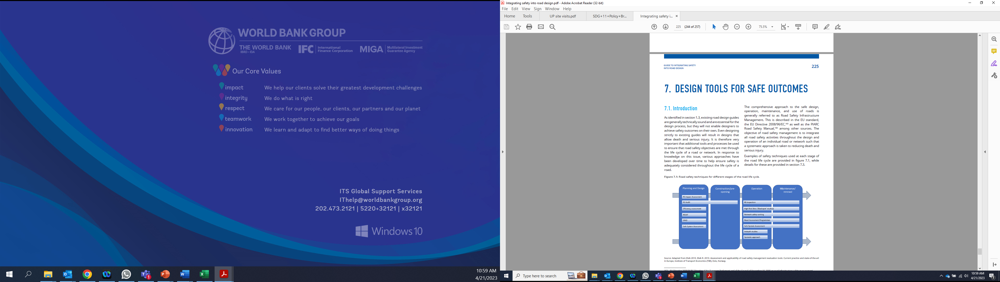 WORLD BANK GROUP
THE WORLD BANK
IBRD • IDA
IFC
International
Finance Corporation
MIGA
Multilateral Investment
Guarantee Agency
Our Core Values
impact We help our clients solve their greatest development challenges
integrity We do what is right
respect We care for our people, our clients, our partners and our planet
teamwork We work together to achieve our goals
innovation We learn and adapt to find better ways of doing things
ITS Global Support Services
IThelp@worldbankgroup.org
202.473.2121 | 5220+32121 | x32121
Windows 10
10:59 AM
4/21/2023
Integrating safety into road design.pdf - Adobe Acrobat Reader (32-bit)
File Edit View Sign Window Help
Home Tools UP site visits.pdf SDG+11+Policy+Br... Integrating safety i... ×
225 (244 of 257) 75.5%
GUIDE TO INTEGRATING SAFETY
INTO ROAD DESIGN
225
7. DESIGN TOOLS FOR SAFE OUTCOMES
7.1. Introduction
As identified in section 1.3, existing road design guides
are generally technically sound and are essential for the
design process, but they will not enable designers to
achieve safety outcomes on their own. Even designing
strictly to existing guides will result in designs that
allow death and serious injury. It is therefore very
important that additional tools and processes be used
to ensure that road safety objectives are met through
the life cycle of a road or network. In response to
knowledge on this issue, various approaches have
been developed over time to help ensure safety is
adequately considered throughout the life cycle of a
road.
The comprehensive approach to the safe design,
operation, maintenance, and use of roads is
generally referred to as Road Safety Infrastructure
Management. This is described in the EU standard,
the EU Directive 2008/96/EC,¹⁶³ as well as the PIARC
Road Safety Manual,¹⁶⁴ among other sources. The
objective of road safety management is to integrate
all road safety activities throughout the design and
operation of an individual road or network such that
a systematic approach is taken to reducing death and
serious injury.
Examples of safety techniques used at each stage of
the road life cycle are provided in figure 7.1, while
details for these are provided in section 7.3.
Figure 7.1: Road safety techniques for different stages of the road life cycle.
Planning and Design
RS Impact Assessment
RS Audit
Efficiency assessment
RSSAT
SR4D
Safe System Assessment
Construction/pre-
opening
Operation
Maintenance/
renewal
RS Inspection
High Risk Sites ('Blackspot' studies)
Network safety ranking
Road Assessment Programmes
Safe System Assessment
Indepth studies
Systemic approach
Source: Adapted from Elvik 2010. Elvik R. 2010. Assessment and applicability of road safety management evaluation tools: Current practice and state-of-the-art
in Europe, Institute of Transport Economics (TØI), Oslo, Norway.
Type here to search
10:59 AM
4/21/2023